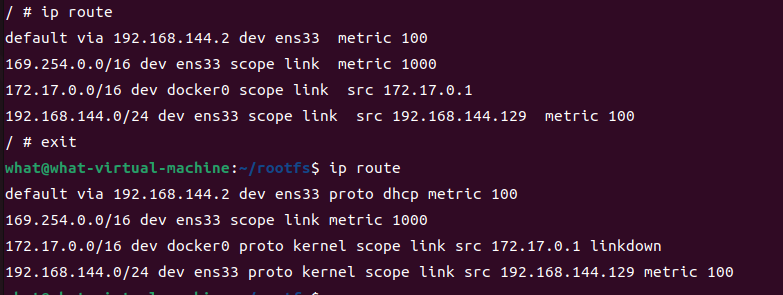 / # ip route
default via 192.168.144.2 dev ens33  metric 100
169.254.0.0/16 dev ens33 scope link  metric 1000
172.17.0.0/16 dev docker0 scope link  src 172.17.0.1
192.168.144.0/24 dev ens33 scope link  src 192.168.144.129  metric 100
/ # exit
what@what-virtual-machine:~/rootfs$ ip route
default via 192.168.144.2 dev ens33 proto dhcp metric 100
169.254.0.0/16 dev ens33 scope link metric 1000
172.17.0.0/16 dev docker0 proto kernel scope link src 172.17.0.1 linkdown
192.168.144.0/24 dev ens33 proto kernel scope link src 192.168.144.129 metric 100